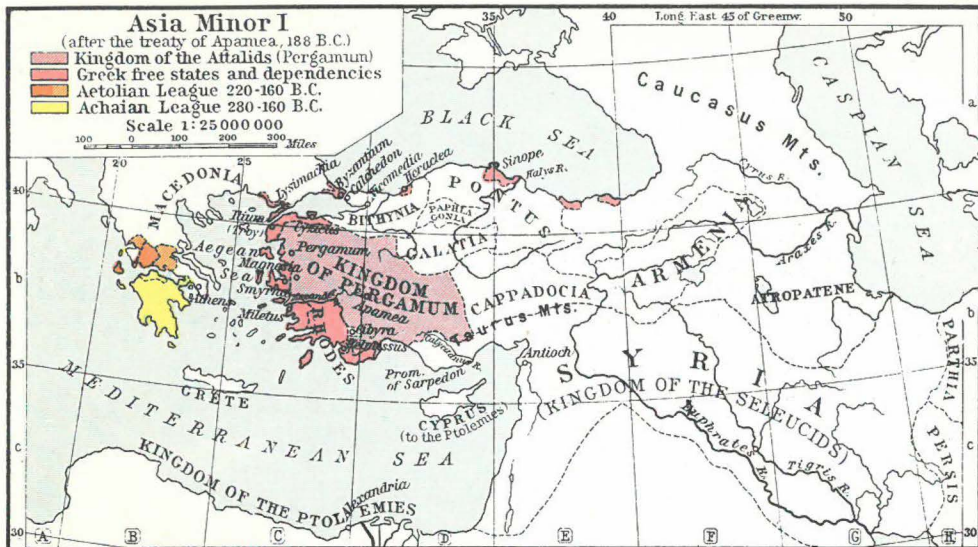 Asia Minor I
(after the treaty of Apamea, 188 B.C.)
Kingdom of the Attalids (Pergamum)
Greek free states and dependencies
Aetolian League 220-160 B.C.
Achaian League 280-160 B.C.
Scale 1:25000000
100 0 100 200 300 Miles
35
40
Long. East 45 of Greenw.
50
20
25
40
a
b
35
c
30
a
b
35
c
30
BLACK SEA
Caucasus Mts.
CASPIAN SEA
Cyrus R.
Araxes R.
MACEDONIA
Lysimachia
Byzantium
Calchedon
Nicomedia
Heraclea
Sinope
Halys R.
PONTUS
PAPHLAGONIA
BITHYNIA
Ilium
(Troy)
Cyzicus
GALATIA
ARMENIA
ATROPATENE
Aegean Sea
Pergamum
KINGDOM OF PERGAMUM
Magnesia
Smyrna
Miletus
Apamea
Cibyra
CAPPADOCIA
Taurus Mts.
Athens
RHODES
Prom. of Sarpedon
Antioch
SYRIA
(KINGDOM OF THE SELEUCIDS)
PARTHIA
PERSIS
CRETE
CYPRUS
(to the Ptolemies)
Euphrates R.
Tigris R.
MEDITERRANEAN SEA
KINGDOM OF THE PTOLEMIES
Alexandria
A B C D E F G H